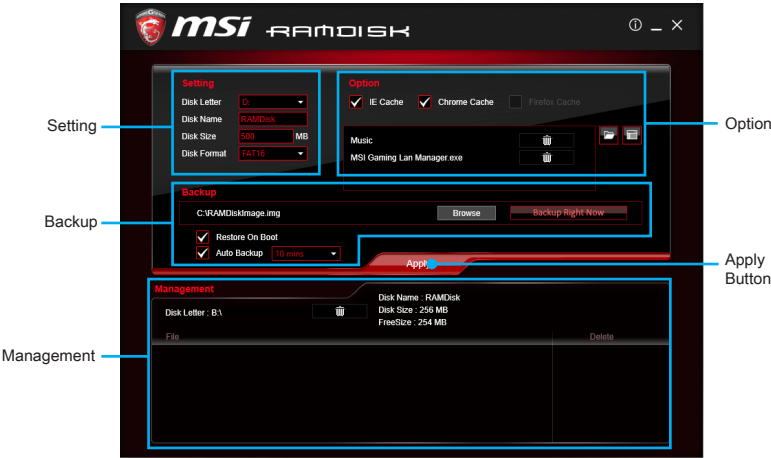 msi RAMDISK
Setting
Disk Letter D:
Disk Name RAMDisk
Disk Size 500 MB
Disk Format FAT16
Option
IE Cache Chrome Cache Firefox Cache
Music
MSI Gaming Lan Manager.exe
Setting
Option
Backup
C:\RAMDiskImage.img Browse Backup Right Now
Restore On Boot
Auto Backup 10 mins
Backup
Apply
Apply
Button
Management
Disk Letter : B:\
Disk Name : RAMDisk
Disk Size : 256 MB
FreeSize : 254 MB
File Delete
Management